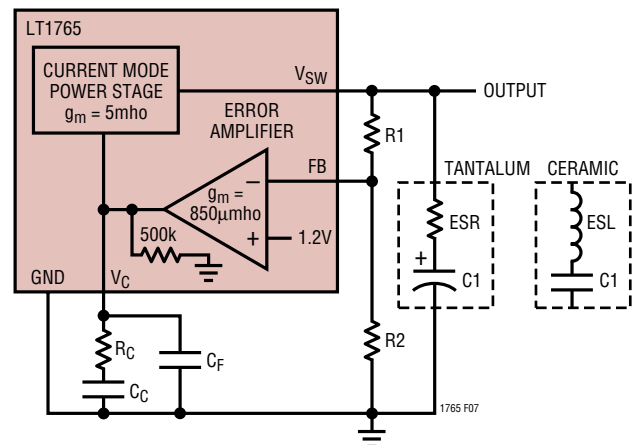 LT1765
CURRENT MODE
POWER STAGE
gm = 5mho
VSW
OUTPUT
ERROR
AMPLIFIER
R1
FB
TANTALUM
CERAMIC
gm =
850µmho
–
+
1.2V
500k
ESR
ESL
+
C1
C1
GND
VC
RC
CF
R2
CC
1765 F07